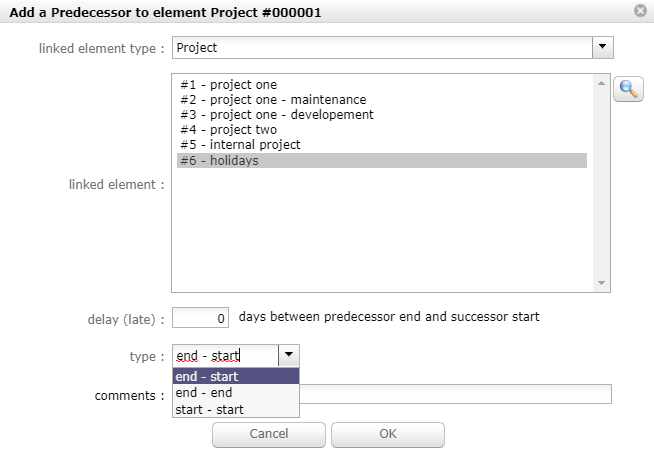 Add a Predecessor to element Project #000001
linked element type : Project
#1 - project one
#2 - project one - maintenance
#3 - project one - developement
#4 - project two
#5 - internal project
#6 - holidays
linked element :
delay (late) : 0 days between predecessor end and successor start
type : end - start
end - start
end - end
start - start
comments :
Cancel OK